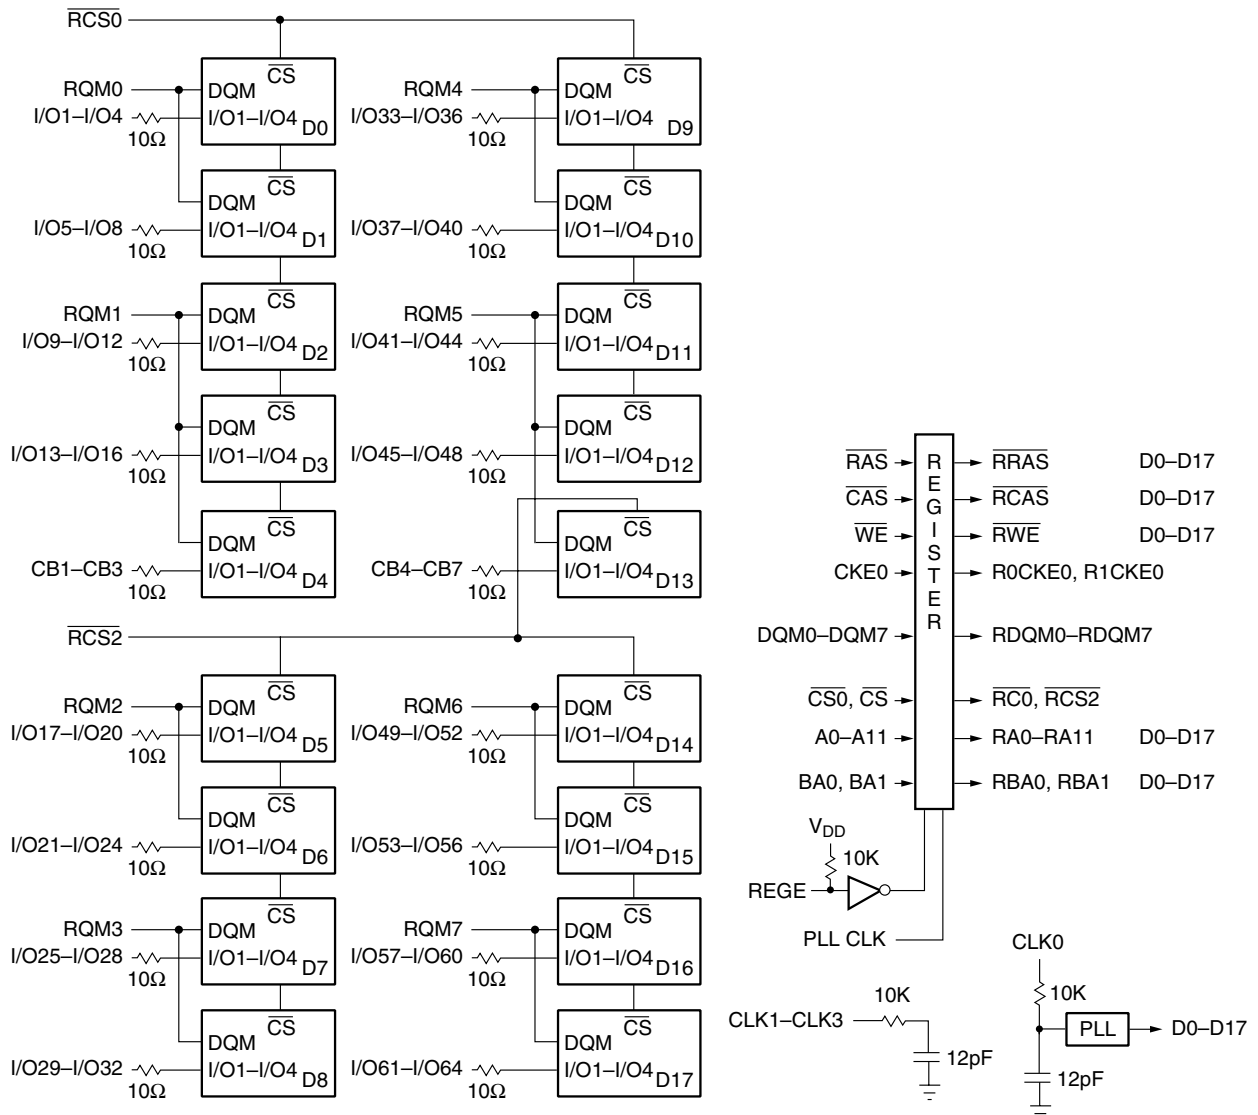 RCS0
CS
CS
RQM0
DQM
RQM4
DQM
I/O1–I/O4
I/O1–I/O4
D0
I/O33–I/O36
I/O1–I/O4
D9
10Ω
10Ω
CS
CS
DQM
DQM
I/O5–I/O8
I/O1–I/O4
D1
I/O37–I/O40
I/O1–I/O4
D10
10Ω
10Ω
CS
CS
RQM1
DQM
RQM5
DQM
I/O9–I/O12
I/O1–I/O4
D2
I/O41–I/O44
I/O1–I/O4
D11
10Ω
10Ω
CS
CS
DQM
DQM
I/O13–I/O16
I/O1–I/O4
D3
I/O45–I/O48
I/O1–I/O4
D12
10Ω
10Ω
CS
CS
DQM
DQM
CB1–CB3
I/O1–I/O4
D4
CB4–CB7
I/O1–I/O4
D13
10Ω
10Ω
RCS2
CS
CS
RQM2
DQM
RQM6
DQM
I/O17–I/O20
I/O1–I/O4
D5
I/O49–I/O52
I/O1–I/O4
D14
10Ω
10Ω
CS
CS
DQM
DQM
I/O21–I/O24
I/O1–I/O4
D6
I/O53–I/O56
I/O1–I/O4
D15
10Ω
10Ω
CS
CS
RQM3
DQM
RQM7
DQM
I/O25–I/O28
I/O1–I/O4
D7
I/O57–I/O60
I/O1–I/O4
D16
10Ω
10Ω
CS
CS
DQM
DQM
I/O29–I/O32
I/O1–I/O4
D8
I/O61–I/O64
I/O1–I/O4
D17
10Ω
10Ω
REGISTER
RAS
RRAS
D0–D17
CAS
RCAS
D0–D17
WE
RWE
D0–D17
CKE0
R0CKE0, R1CKE0
DQM0–DQM7
RDQM0–RDQM7
CS0, CS
RC0, RCS2
A0–A11
RA0–RA11
D0–D17
BA0, BA1
RBA0, RBA1
D0–D17
VDD
10K
REGE
PLL CLK
CLK0
10K
10K
CLK1–CLK3
PLL
D0–D17
12pF
12pF